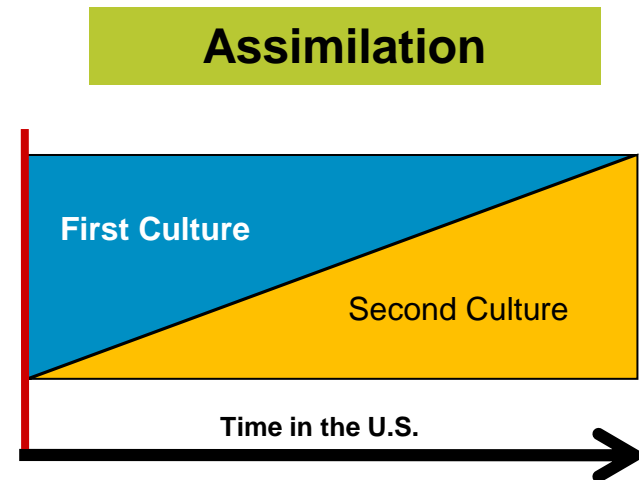 Assimilation
First Culture
Second Culture
Time in the U.S.